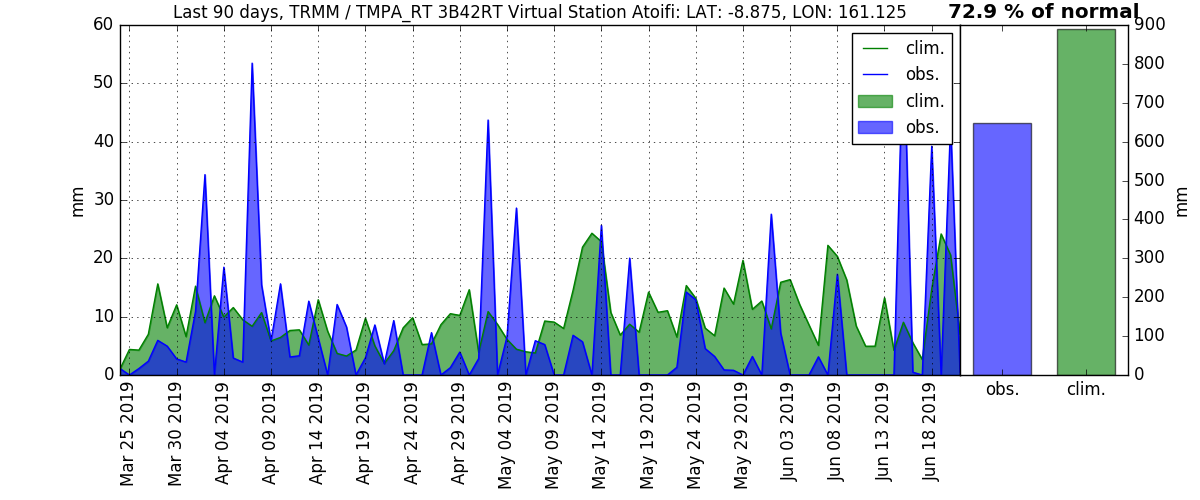 Last 90 days, TRMM / TMPA_RT 3B42RT Virtual Station Atoifi: LAT: -8.875, LON: 161.125
72.9 % of normal
60
50
40
30
20
10
0
mm
clim.
obs.
clim.
obs.
900
800
700
600
500
400
300
200
100
0
mm
obs.
clim.
Mar 25 2019
Mar 30 2019
Apr 04 2019
Apr 09 2019
Apr 14 2019
Apr 19 2019
Apr 24 2019
Apr 29 2019
May 04 2019
May 09 2019
May 14 2019
May 19 2019
May 24 2019
May 29 2019
Jun 03 2019
Jun 08 2019
Jun 13 2019
Jun 18 2019